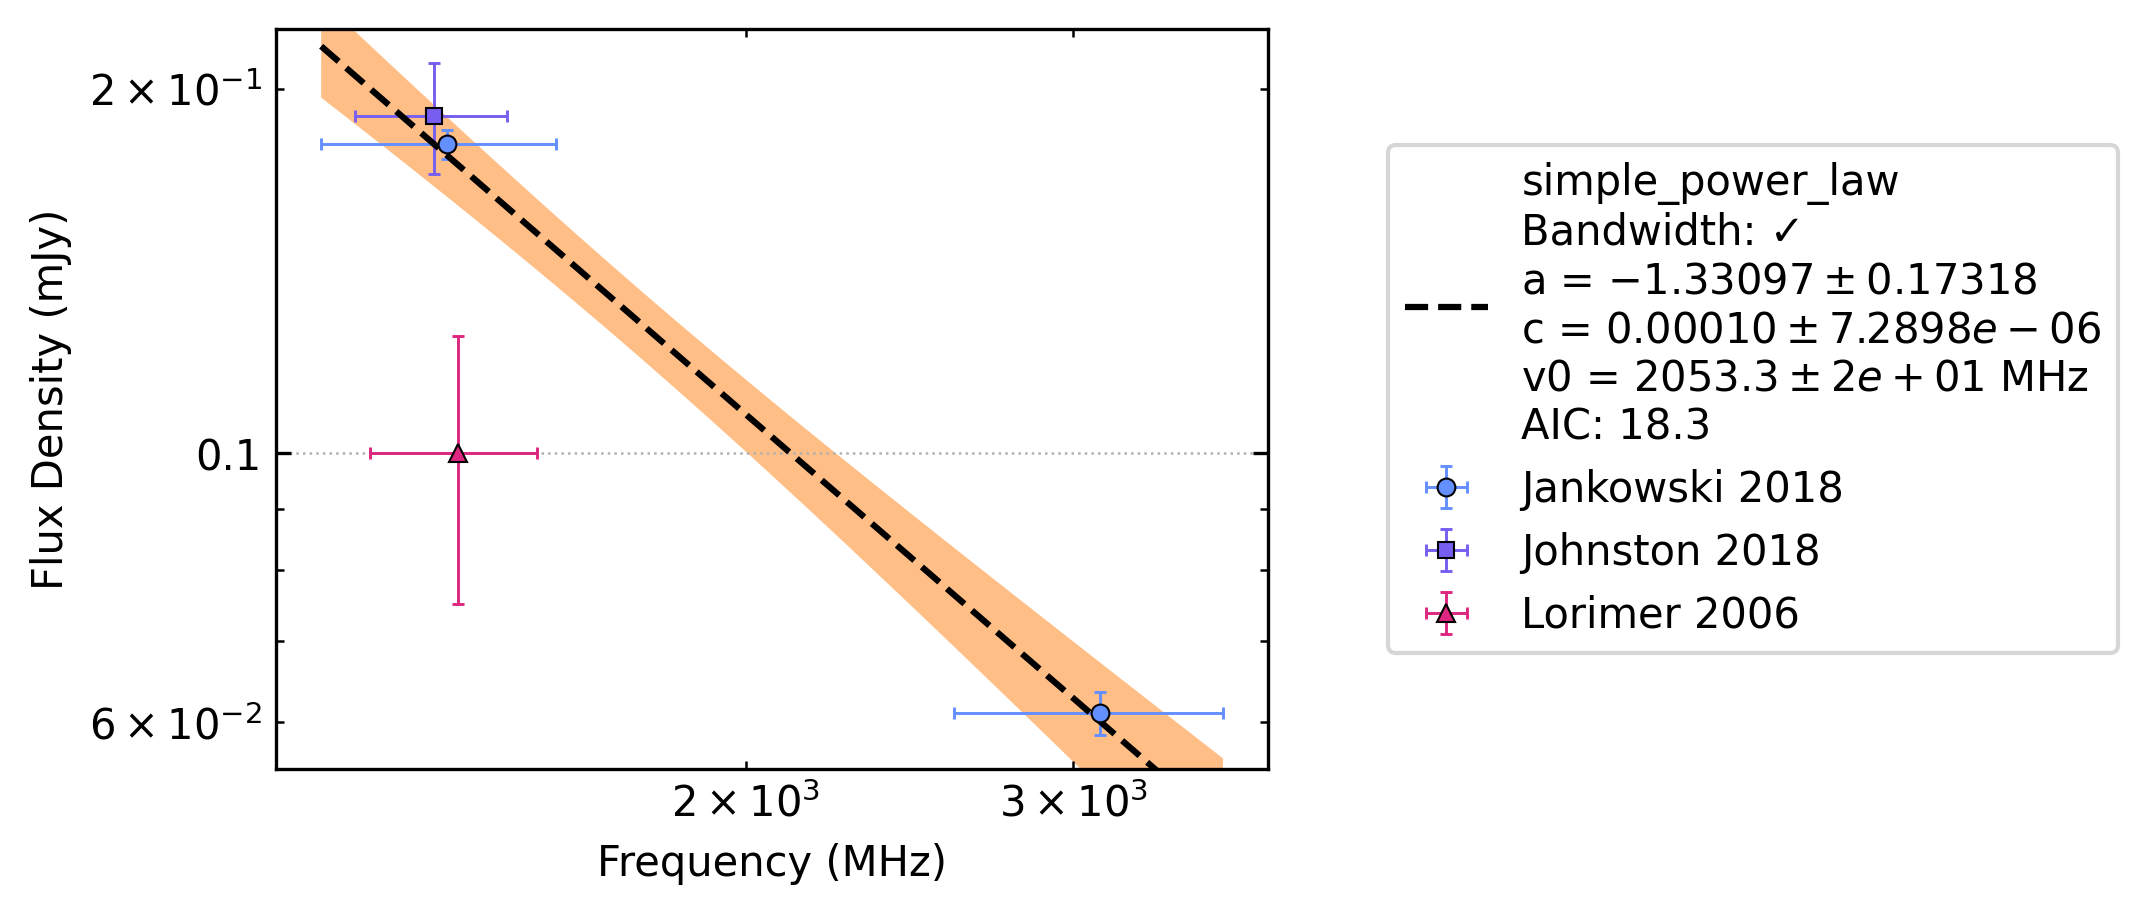 2 × 10⁻¹
0.1
6 × 10⁻²
Flux Density (mJy)
2 × 10³
3 × 10³
Frequency (MHz)
simple_power_law
Bandwidth: ✓
a = −1.33097 ± 0.17318
c = 0.00010 ± 7.2898e − 06
v0 = 2053.3 ± 2e + 01 MHz
AIC: 18.3
Jankowski 2018
Johnston 2018
Lorimer 2006